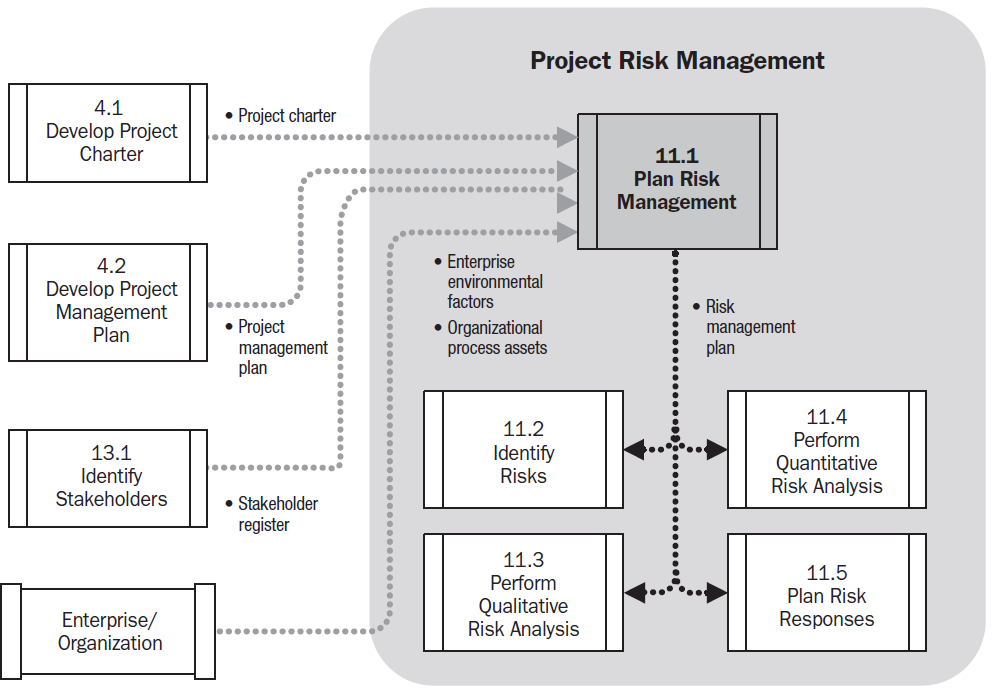 Project Risk Management
4.1
Develop Project
Charter
• Project charter
11.1
Plan Risk
Management
4.2
Develop Project
Management
Plan
• Project
management
plan
• Enterprise
environmental
factors
• Organizational
process assets
• Risk
management
plan
13.1
Identify
Stakeholders
• Stakeholder
register
11.2
Identify
Risks
11.4
Perform
Quantitative
Risk Analysis
11.3
Perform
Qualitative
Risk Analysis
11.5
Plan Risk
Responses
Enterprise/
Organization